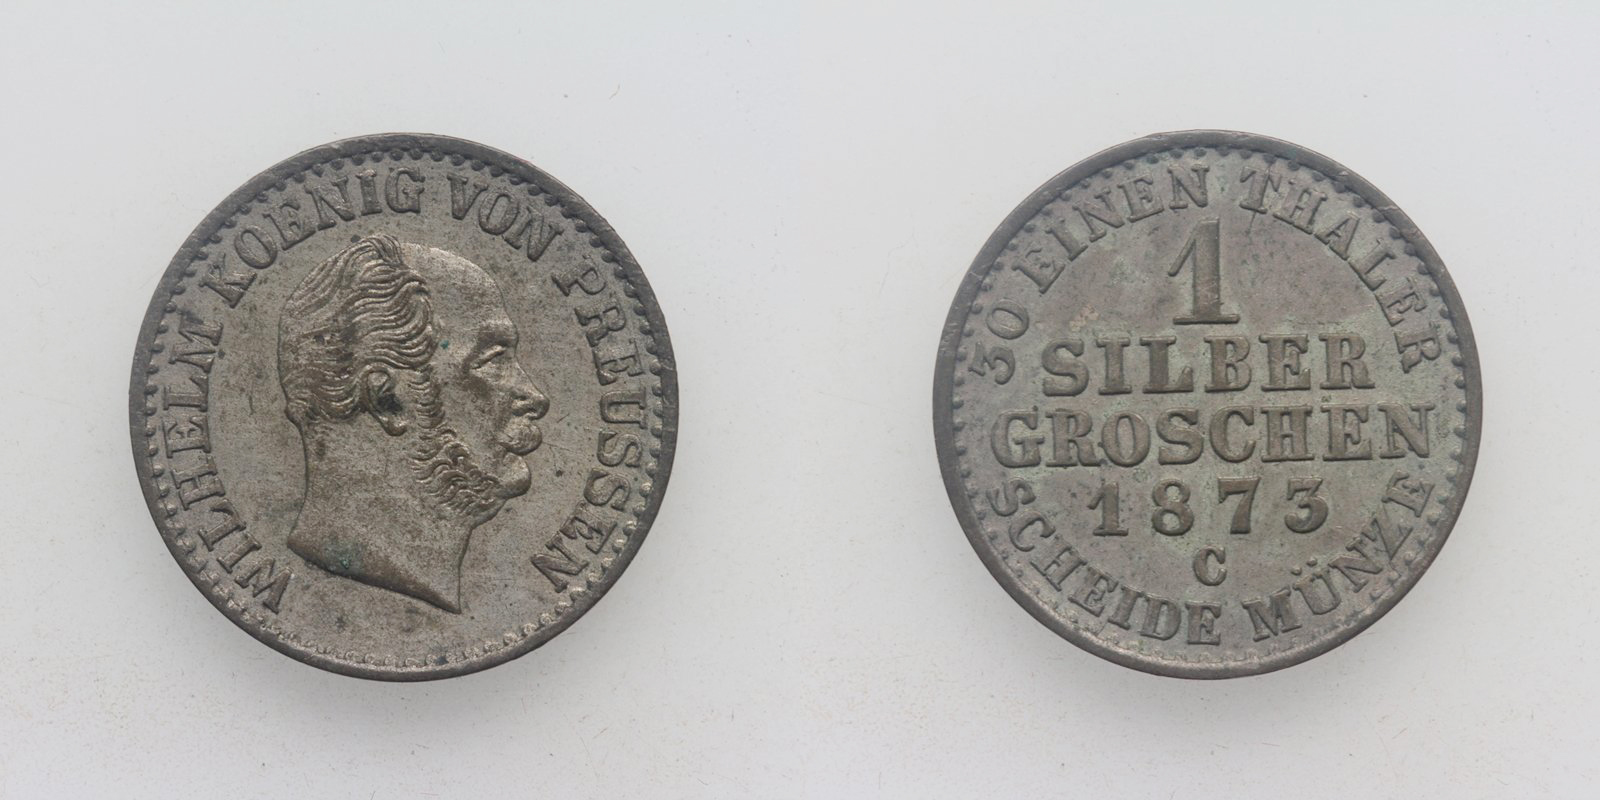 WILHELM KOENIG VON PREUSSEN
30 EINEN THALER
1
SILBER
GROSCHEN
1873
C
SCHEIDE MÜNZE